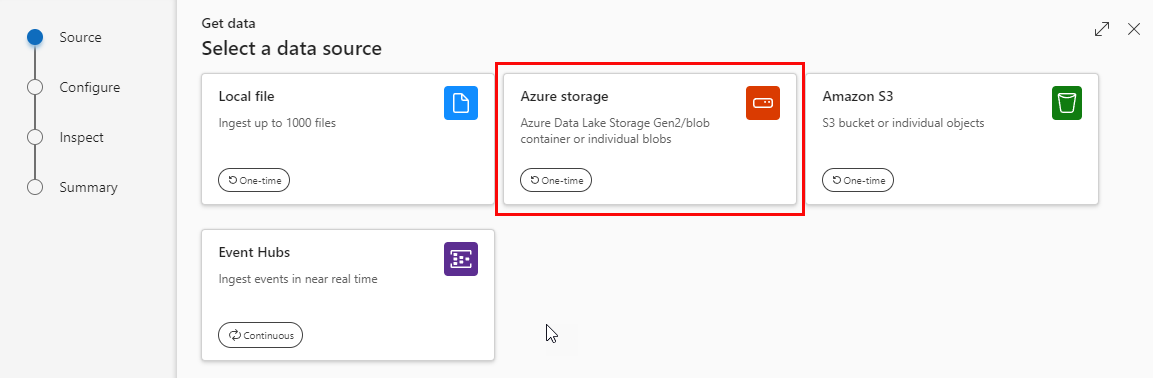 Source
Configure
Inspect
Summary
Get data
Select a data source
Local file
Ingest up to 1000 files
One-time
Azure storage
Azure Data Lake Storage Gen2/blob
container or individual blobs
One-time
Amazon S3
S3 bucket or individual objects
One-time
Event Hubs
Ingest events in near real time
Continuous